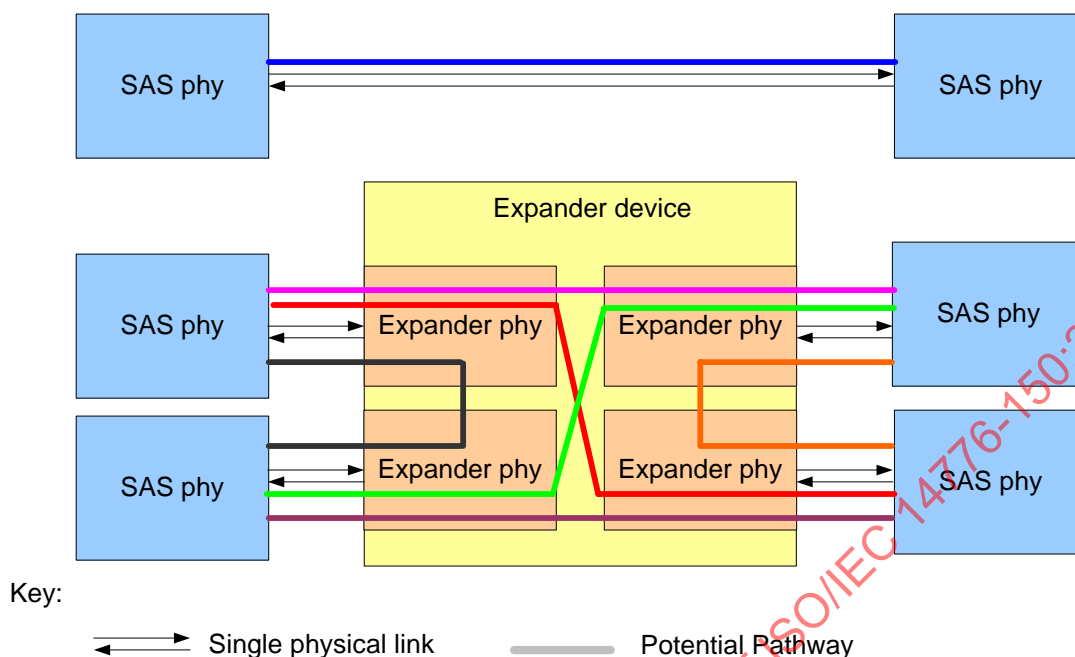 SAS phy
SAS phy
Expander device
SAS phy
Expander phy
Expander phy
SAS phy
SAS phy
Expander phy
Expander phy
SAS phy
Key:
Single physical link
Potential Pathway
ISO/IEC 14776-150: